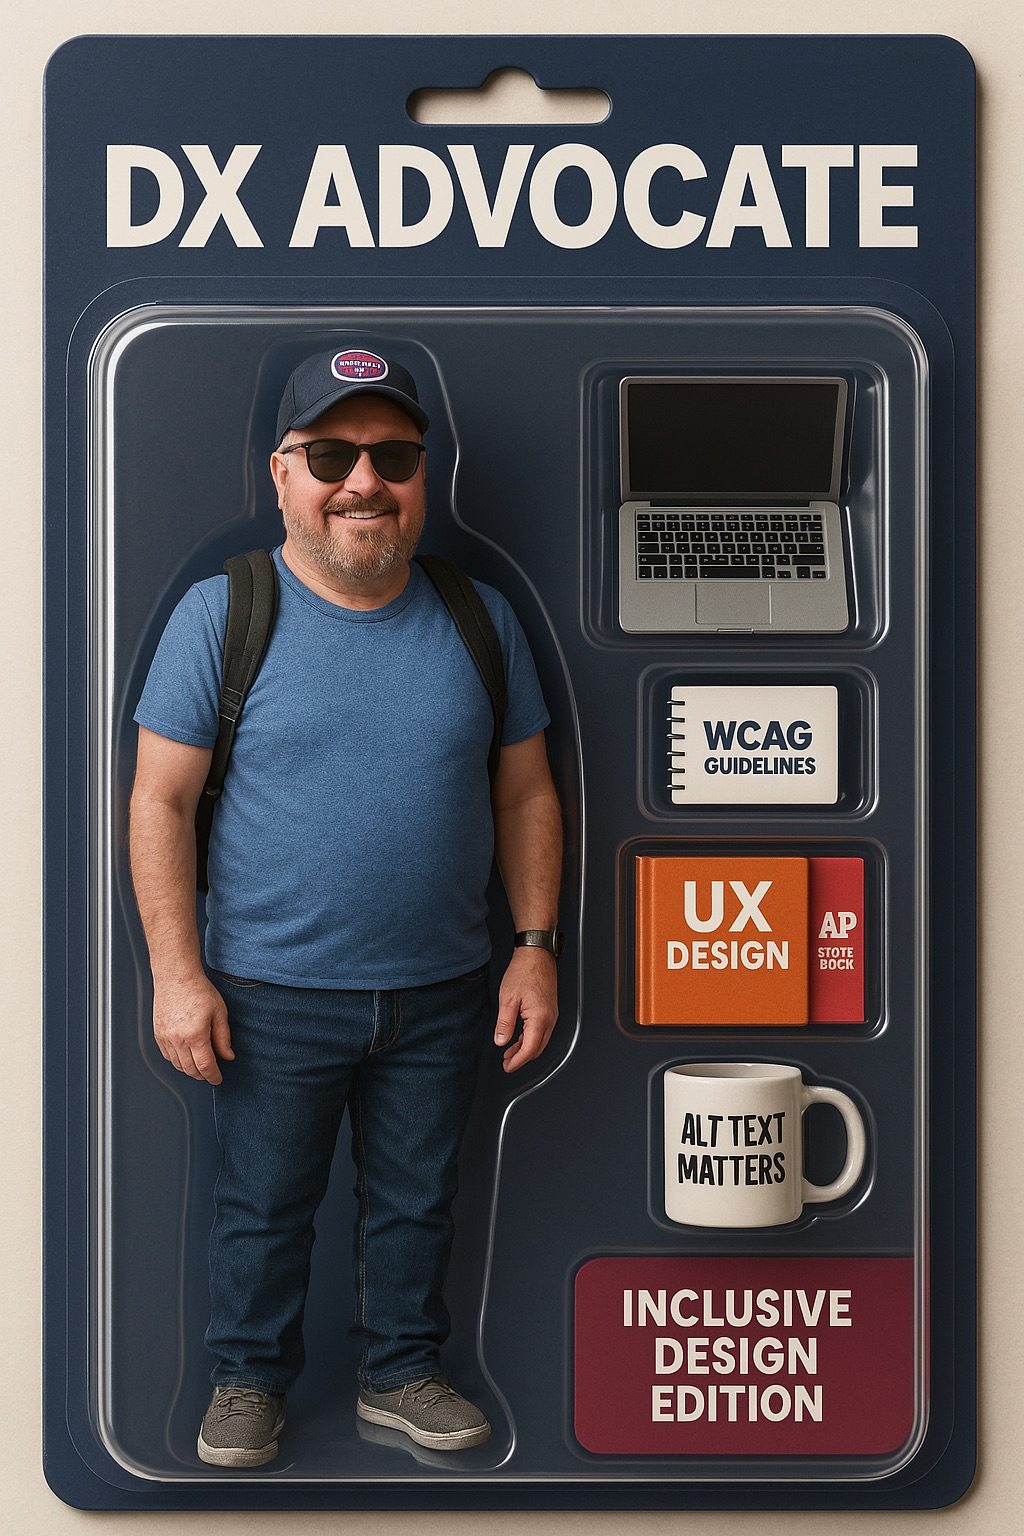 DX ADVOCATE
WCAG
GUIDELINES
UX
DESIGN
AP
STOTE
BOCK
ALT TEXT
MATTERS
INCLUSIVE
DESIGN
EDITION